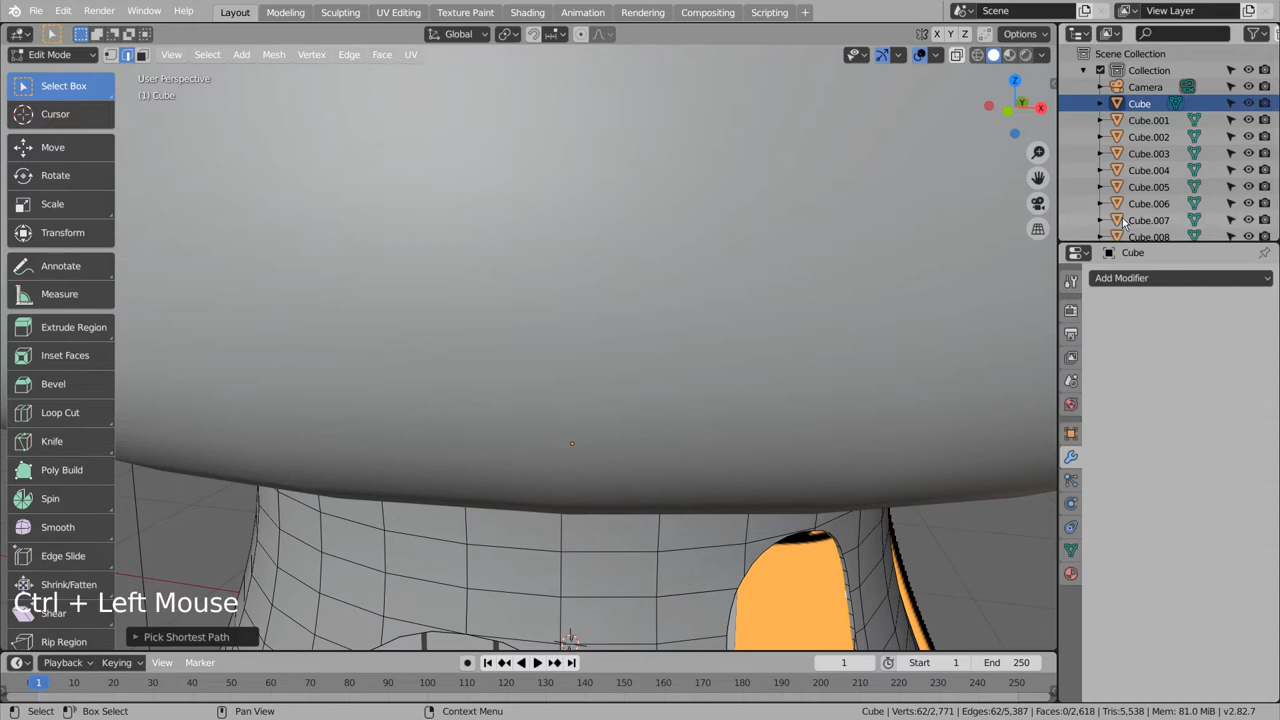 File Edit Render Window Help Layout Modeling Sculpting UV Editing Texture Paint Shading Animation Rendering Compositing Scripting + Scene View Layer
Global X Y Z Options
Edit Mode View Select Add Mesh Vertex Edge Face UV
Scene Collection
Collection
Camera
Cube
Cube.001
Cube.002
Cube.003
Cube.004
Cube.005
Cube.006
Cube.007
Cube.008
Cube
Add Modifier
User Perspective
(1) Cube
Z
Y
X
Select Box
Cursor
Move
Rotate
Scale
Transform
Annotate
Measure
Extrude Region
Inset Faces
Bevel
Loop Cut
Knife
Poly Build
Spin
Smooth
Edge Slide
Shrink/Fatten
Shear
Rip Region
Ctrl + Left Mouse
Pick Shortest Path
Playback Keying View Marker 1 Start 1 End 250
1 10 20 30 40 50 60 70 80 90 100 110 120 130 140 150 160 170 180 190 200 210 220 230 240 250
Select Box Select Pan View Context Menu Cube | Verts:62/2,771 | Edges:62/5,387 | Faces:0/2,618 | Tris:5,538 | Mem: 81.0 MiB | v2.82.7